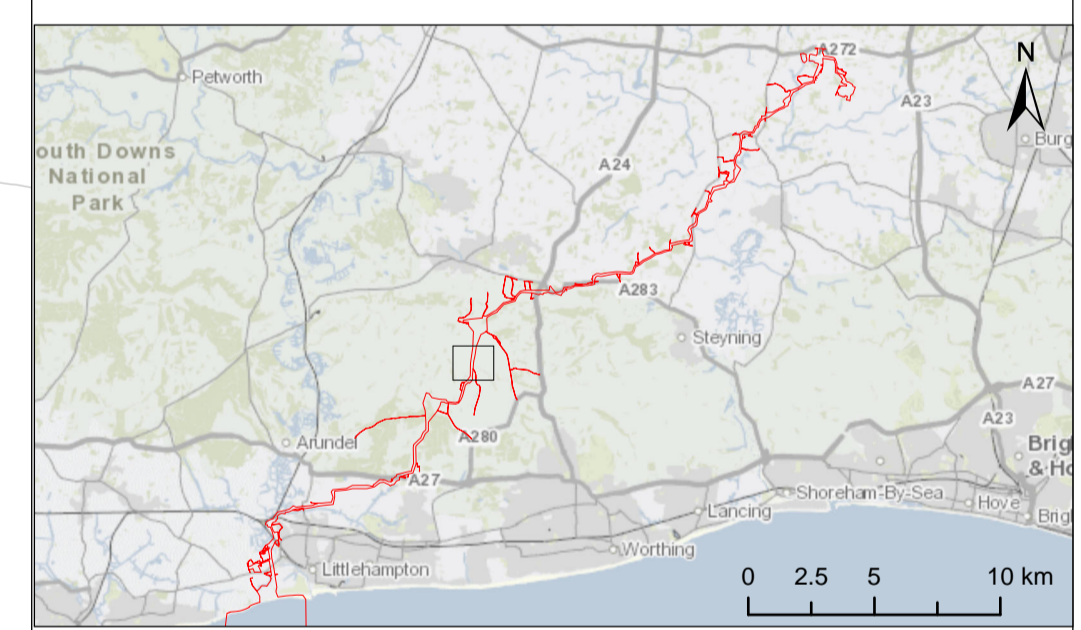 A272
N
Petworth
A23
Burg
outh Downs
National
Park
A24
A283
Steyning
A27
A23
Arundel
A280
Brig
& Ho
A27
Shoreham-By-Sea
Hove
Lancing
Brigl
Worthing
Littlehampton
0 2.5 5 10 km